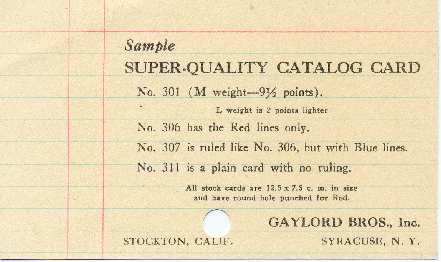 Sample
SUPER-QUALITY CATALOG CARD
No. 301 (M weight—9½ points).
L weight is 2 points lighter
No. 306 has the Red lines only.
No. 307 is ruled like No. 306, but with Blue lines.
No. 311 is a plain card with no ruling.
All stock cards are 12.5 x 7.5 c. m. in size
and have round hole punched for Rod.
GAYLORD BROS., Inc.
STOCKTON, CALIF. SYRACUSE, N. Y.